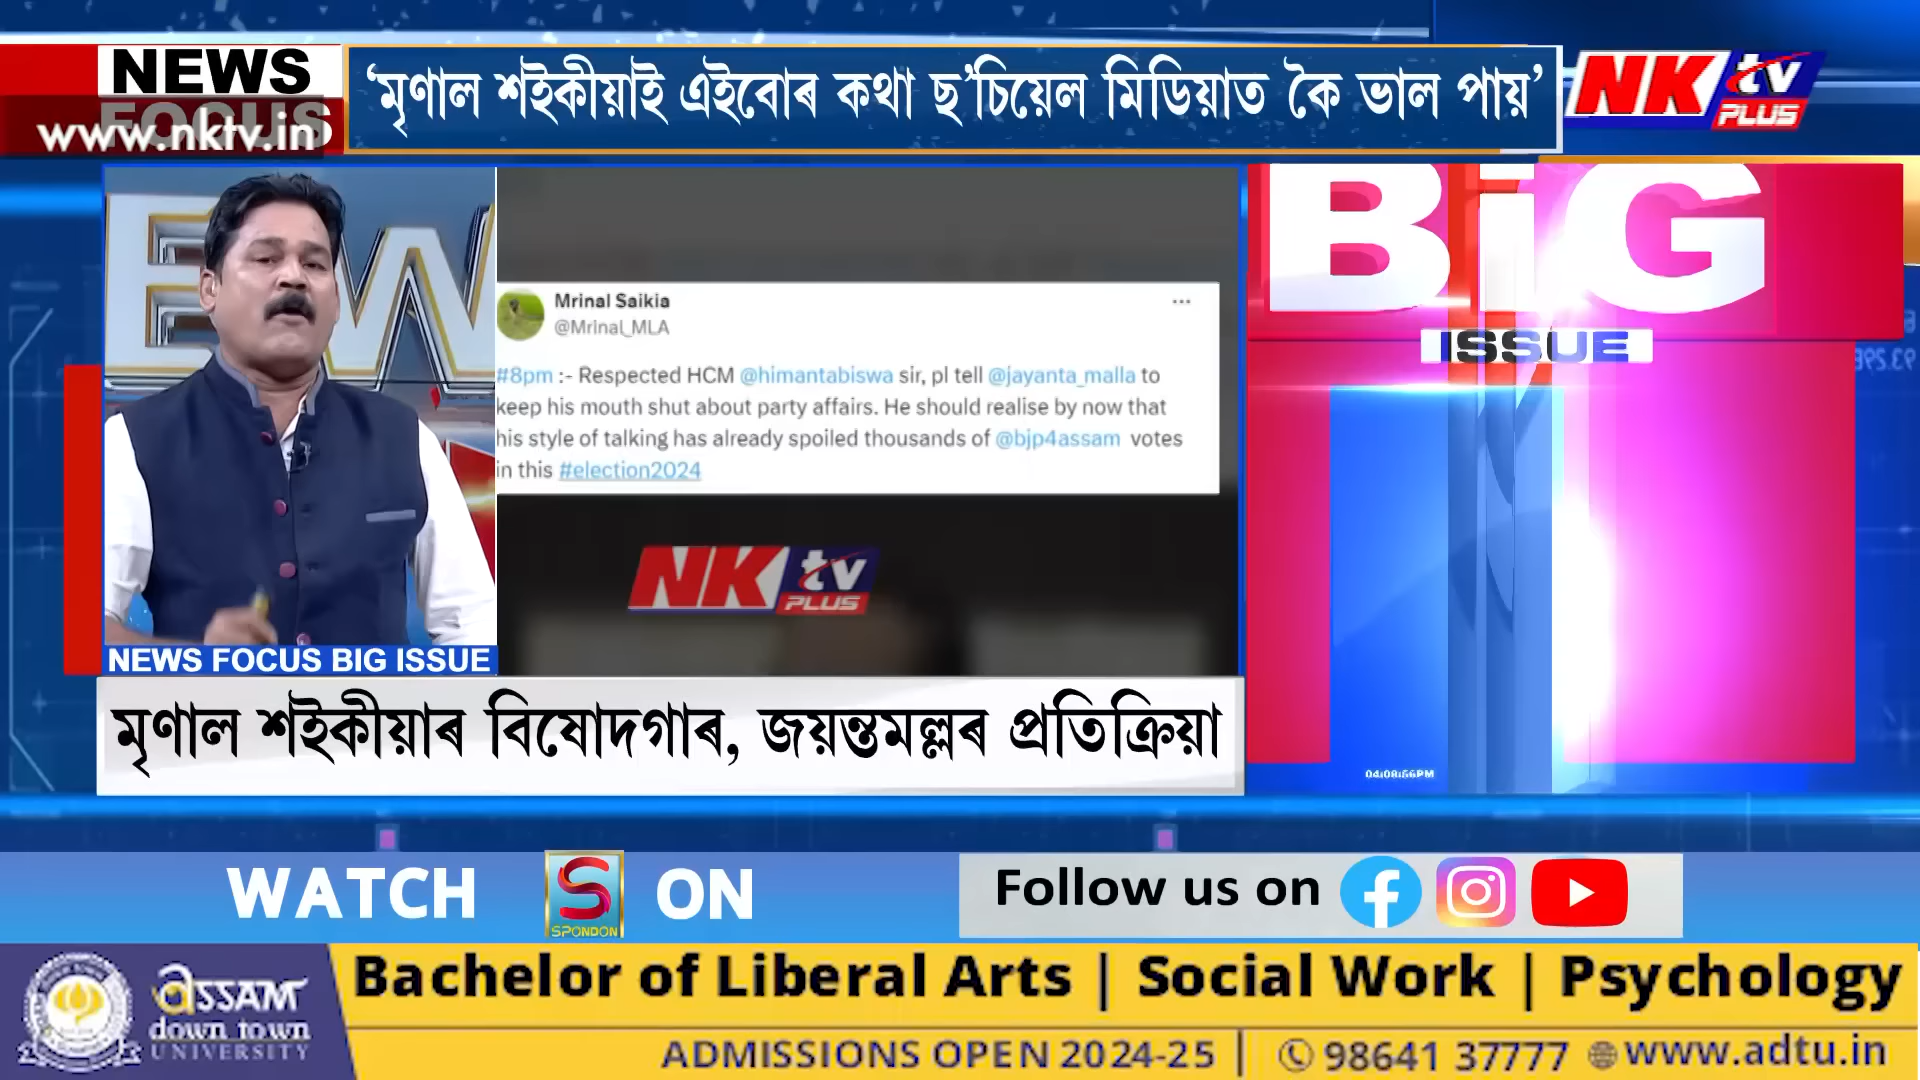 NEWS
FOCUS
www.nktv.in
‘মৃণাল শইকীয়াই এইবোৰ কথা ছ’চিয়েল মিডিয়াত কৈ ভাল পায়’
NK tv
PLUS
EW
Mrinal Saikia
@Mrinal_MLA
#8pm :- Respected HCM @himantabiswa sir, pl tell @jayanta_malla to
keep his mouth shut about party affairs. He should realise by now that
his style of talking has already spoiled thousands of @bjp4assam votes
in this #election2024
NK tv
PLUS
BiG
ISSUE
04:08:56PM
NEWS FOCUS BIG ISSUE
মৃণাল শইকীয়াৰ বিষোদগাৰ, জয়ন্তমল্লৰ প্ৰতিক্ৰিয়া
WATCH S SPONDON ON
Follow us on
assam
down town
UNIVERSITY
Bachelor of Liberal Arts | Social Work | Psychology
ADMISSIONS OPEN 2024-25 | 98641 37777 www.adtu.in